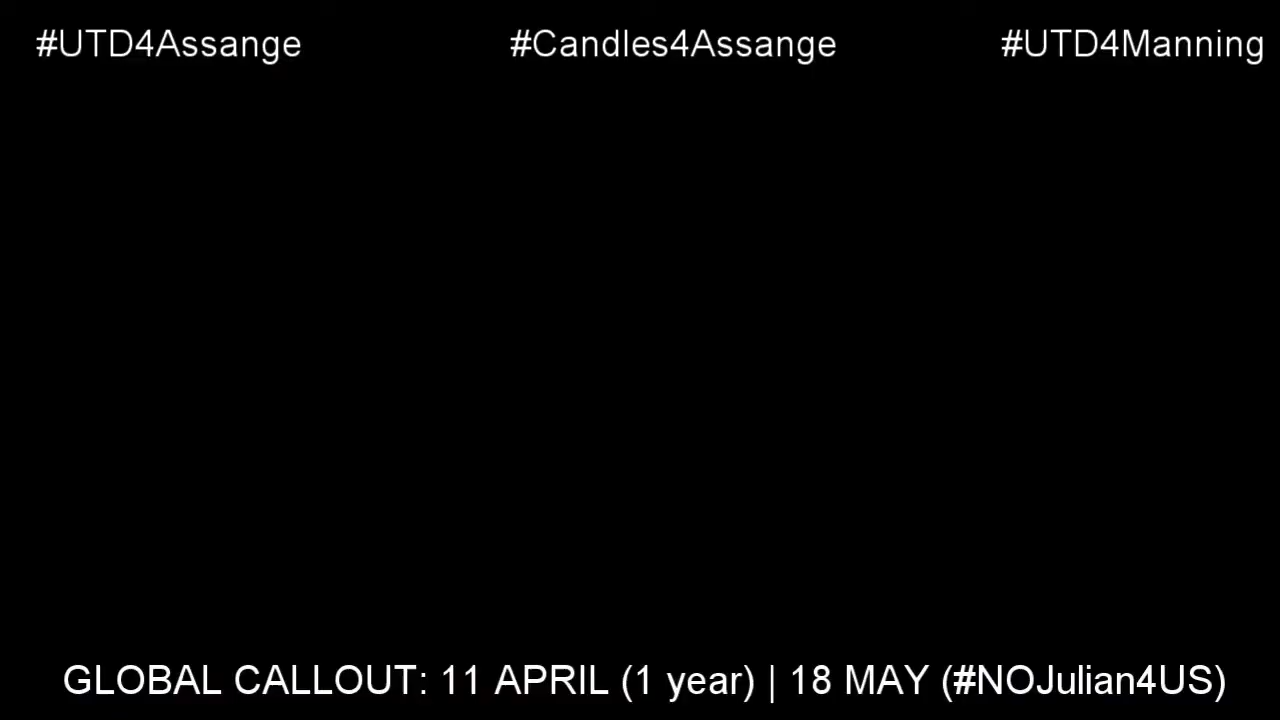 #UTD4Assange #Candles4Assange #UTD4Manning
GLOBAL CALLOUT: 11 APRIL (1 year) | 18 MAY (#NOJulian4US)